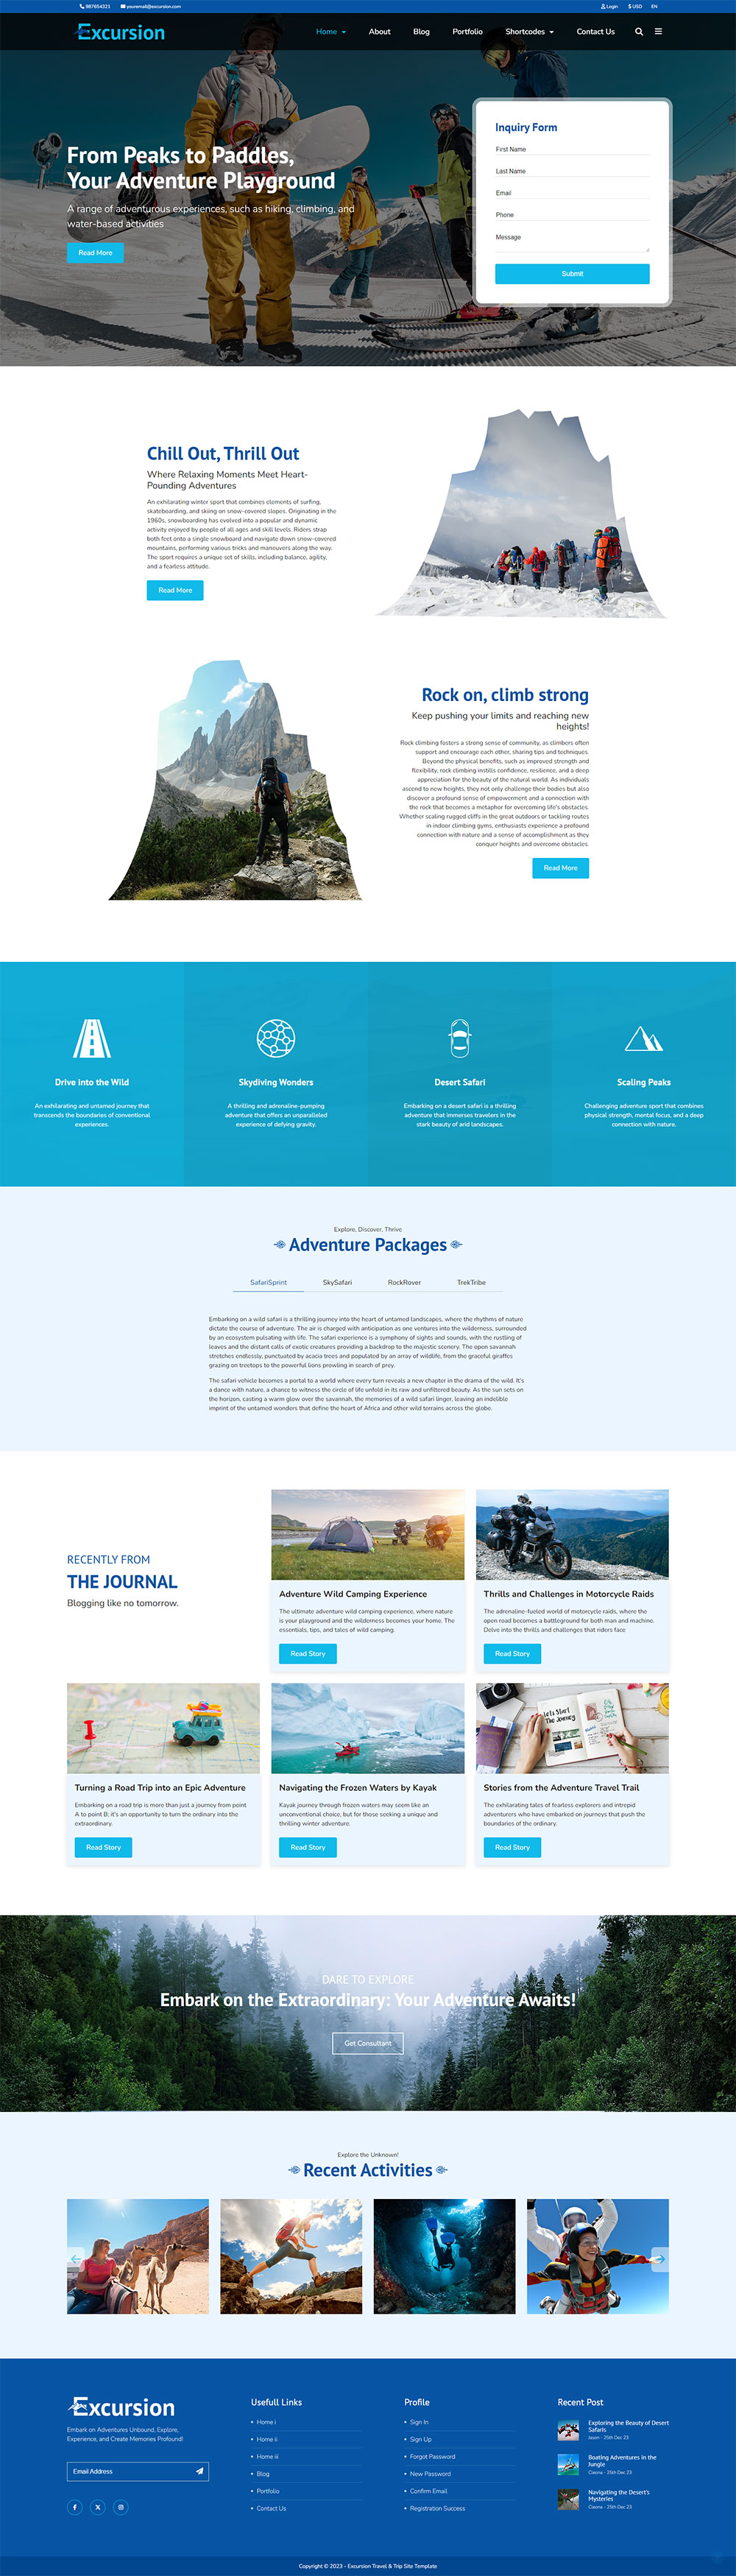 987654321 youremail@excursion.com Login $ USD EN
Excursion Home About Blog Portfolio Shortcodes Contact Us
Inquiry Form
First Name
Last Name
Email
Phone
Message
Submit
From Peaks to Paddles,
Your Adventure Playground
A range of adventurous experiences, such as hiking, climbing, and
water-based activities
Read More
Chill Out, Thrill Out
Where Relaxing Moments Meet Heart-
Pounding Adventures
An exhilarating winter sport that combines elements of surfing,
skateboarding, and skiing on snow-covered slopes. Originating in the
1960s, snowboarding has evolved into a popular and dynamic
activity enjoyed by people of all ages and skill levels. Riders strap
both feet onto a single snowboard and navigate down snow-covered
mountains, performing various tricks and maneuvers along the way.
The sport requires a unique set of skills, including balance, agility,
and a fearless attitude.
Read More
Rock on, climb strong
Keep pushing your limits and reaching new
heights!
Rock climbing fosters a strong sense of community, as climbers often
support and encourage each other, sharing tips and techniques.
Beyond the physical benefits, such as improved strength and
flexibility, rock climbing instills confidence, resilience, and a deep
appreciation for the beauty of the natural world. As individuals
ascend to new heights, they not only challenge their bodies but also
discover a profound sense of empowerment and a connection with
the rock that becomes a metaphor for overcoming life's obstacles.
Whether scaling rugged cliffs in the great outdoors or tackling routes
in indoor climbing gyms, enthusiasts experience a profound
connection with nature and a sense of accomplishment as they
conquer heights and overcome obstacles.
Read More
Drive into the Wild
An exhilarating and untamed journey that
transcends the boundaries of conventional
experiences.
Skydiving Wonders
A thrilling and adrenaline-pumping
adventure that offers an unparalleled
experience of defying gravity.
Desert Safari
Embarking on a desert safari is a thrilling
adventure that immerses travelers in the
stark beauty of arid landscapes.
Scaling Peaks
Challenging adventure sport that combines
physical strength, mental focus, and a deep
connection with nature.
Explore, Discover, Thrive
Adventure Packages
SafariSprint SkySafari RockRover TrekTribe
Embarking on a wild safari is a thrilling journey into the heart of untamed landscapes, where the rhythms of nature
dictate the course of adventure. The air is charged with anticipation as one ventures into the wilderness, surrounded
by an ecosystem pulsating with life. The safari experience is a symphony of sights and sounds, with the rustling of
leaves and the distant calls of exotic creatures providing a backdrop to the majestic scenery. The open savannah
stretches endlessly, punctuated by acacia trees and populated by an array of wildlife, from the graceful giraffes
grazing on treetops to the powerful lions prowling in search of prey.
The safari vehicle becomes a portal to a world where every turn reveals a new chapter in the drama of the wild. It's
a dance with nature, a chance to witness the circle of life unfold in its raw and unfiltered beauty. As the sun sets on
the horizon, casting a warm glow over the savannah, the memories of a wild safari linger, leaving an indelible
imprint of the untamed wonders that define the heart of Africa and other wild terrains across the globe.
RECENTLY FROM
THE JOURNAL
Blogging like no tomorrow.
Adventure Wild Camping Experience
The ultimate adventure wild camping experience, where nature
is your playground and the wilderness becomes your home. The
essentials, tips, and tales of wild camping.
Read Story
Thrills and Challenges in Motorcycle Raids
The adrenaline-fueled world of motorcycle raids, where the
open road becomes a battleground for both man and machine.
Delve into the thrills and challenges that riders face
Read Story
Turning a Road Trip into an Epic Adventure
Embarking on a road trip is more than just a journey from point
A to point B; it's an opportunity to turn the ordinary into the
extraordinary.
Read Story
Navigating the Frozen Waters by Kayak
Kayak journey through frozen waters may seem like an
unconventional choice, but for those seeking a unique and
thrilling winter adventure.
Read Story
Let's Start
The Journey
Stories from the Adventure Travel Trail
The exhilarating tales of fearless explorers and intrepid
adventurers who have embarked on journeys that push the
boundaries of the ordinary.
Read Story
DARE TO EXPLORE
Embark on the Extraordinary: Your Adventure Awaits!
Get Consultant
Explore the Unknown!
Recent Activities
Excursion
Embark on Adventures Unbound, Explore,
Experience, and Create Memories Profound!
Email Address
Usefull Links
Home i
Home ii
Home iii
Blog
Portfolio
Contact Us
Profile
Sign In
Sign Up
Forgot Password
New Password
Confirm Email
Registration Success
Recent Post
Exploring the Beauty of Desert
Safaris
Jason - 25th Dec 23
Boating Adventures in the
Jungle
Ciaona - 25th Dec 23
Navigating the Desert's
Mysteries
Ciaona - 25th Dec 23
Copyright © 2023 - Excursion Travel & Trip Site Template